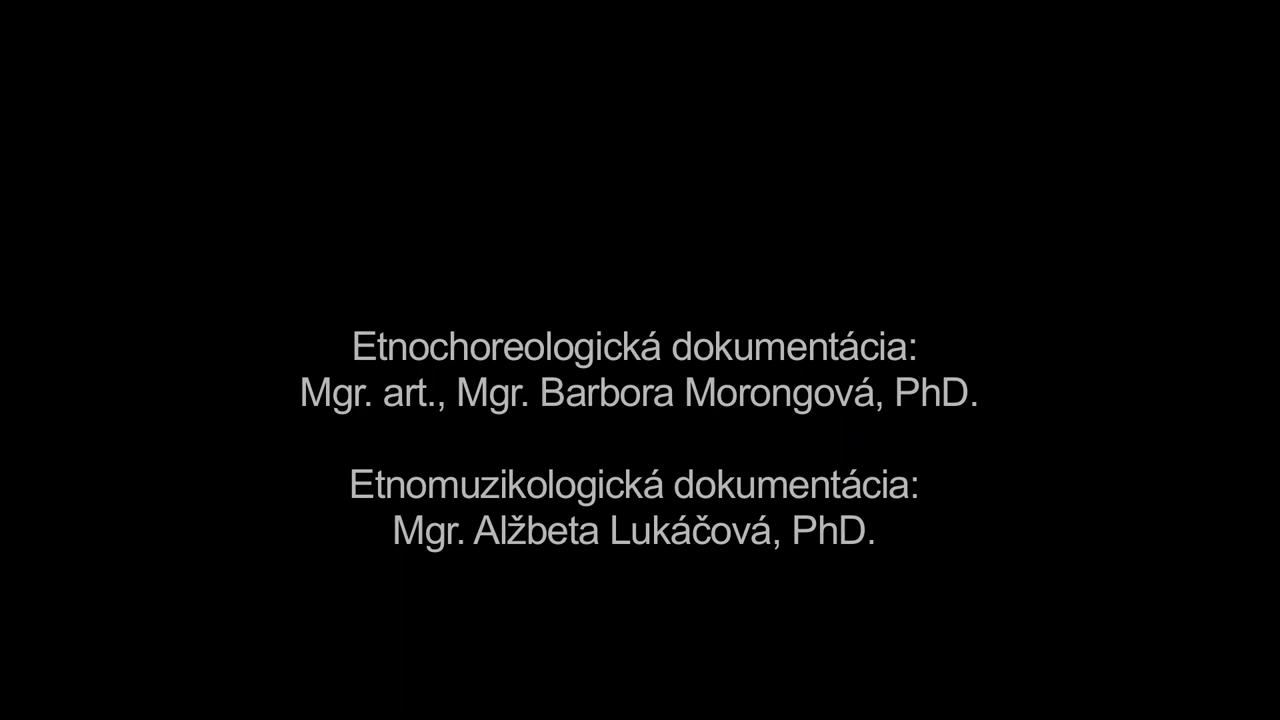 Etnochoreologická dokumentácia:
Mgr. art., Mgr. Barbora Morongová, PhD.
Etnomuzikologická dokumentácia:
Mgr. Alžbeta Lukáčová, PhD.